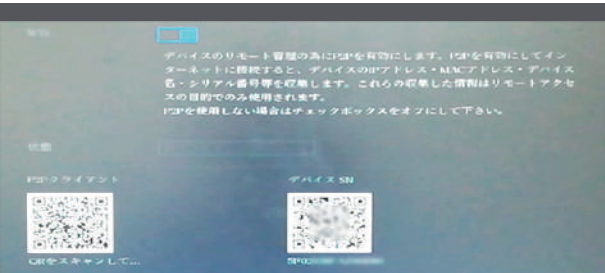 有効
デバイスのリモート管理の為にP2Pを有効にします。P2Pを有効にしてイン
ターネットに接続すると、デバイスのIPアドレス・MACアドレス・デバイス
名・シリアル番号等を収集します。これらの収集した情報はリモートアクセ
スの目的でのみ使用されます。
P2Pを使用しない場合はチェックボックスをオフにして下さい。
状態
P2Pクライアント
デバイス SN
QRをスキャンして...